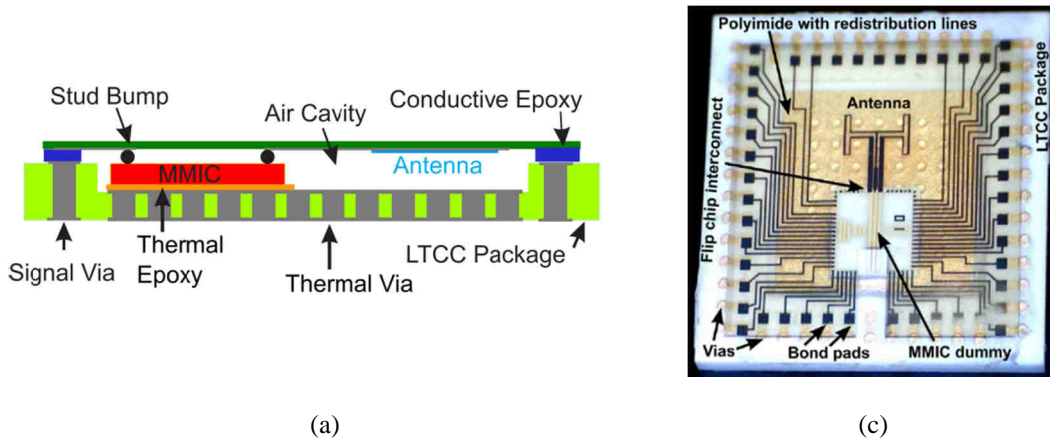 Stud Bump
Air Cavity
Conductive Epoxy
MMIC
Antenna
Thermal
Epoxy
Signal Via
Thermal Via
LTCC Package
(a)
Polyimide with redistribution lines
Antenna
Flip chip interconnect
LTCC Package
Vias
Bond pads
MMIC dummy
(c)